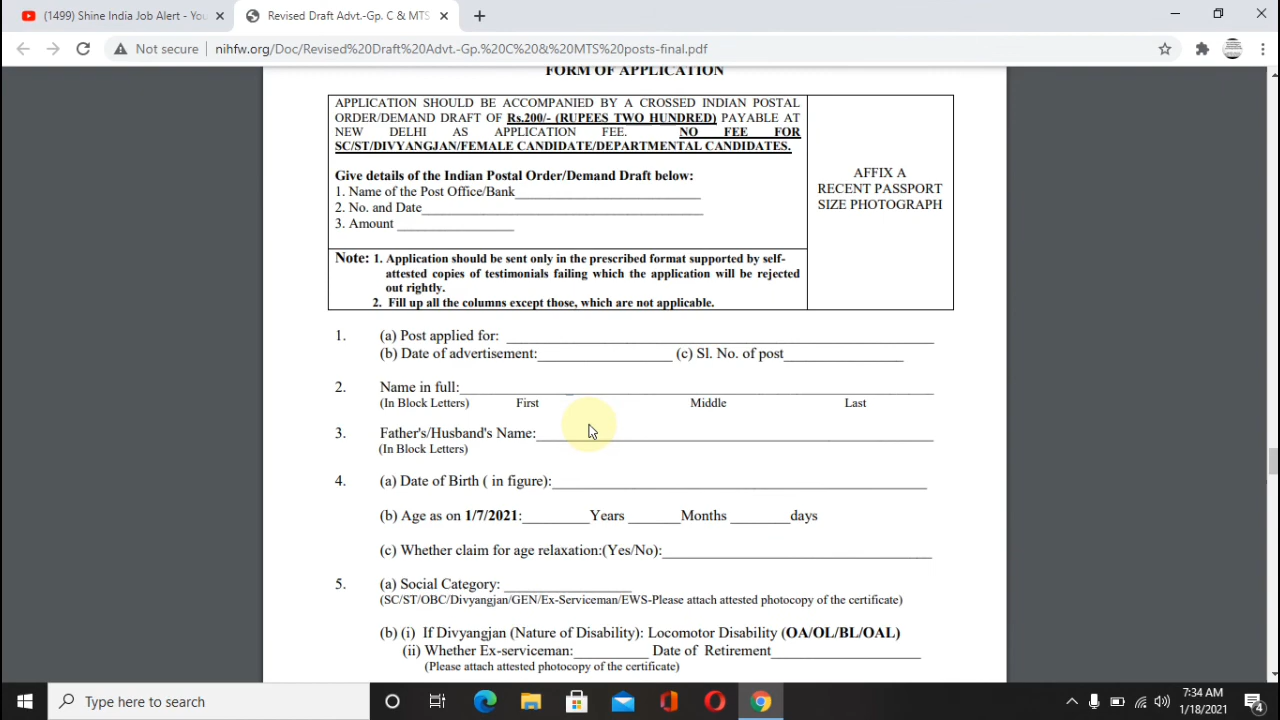 (1499) Shine India Job Alert - You
Revised Draft Advt.-Gp. C & MTS
Not secure
nihfw.org/Doc/Revised%20Draft%20Advt.-Gp.%20C%20&%20MTS%20posts-final.pdf
FORM OF APPLICATION
APPLICATION SHOULD BE ACCOMPANIED BY A CROSSED INDIAN POSTAL
ORDER/DEMAND DRAFT OF Rs.200/- (RUPEES TWO HUNDRED) PAYABLE AT
NEW DELHI AS APPLICATION FEE. NO FEE FOR
SC/ST/DIVYANGJAN/FEMALE CANDIDATE/DEPARTMENTAL CANDIDATES.
Give details of the Indian Postal Order/Demand Draft below:
1. Name of the Post Office/Bank
2. No. and Date
3. Amount
AFFIX A
RECENT PASSPORT
SIZE PHOTOGRAPH
Note: 1. Application should be sent only in the prescribed format supported by self-
attested copies of testimonials failing which the application will be rejected
out rightly.
2. Fill up all the columns except those, which are not applicable.
1. (a) Post applied for:
(b) Date of advertisement: (c) Sl. No. of post
2. Name in full:
(In Block Letters) First Middle Last
3. Father's/Husband's Name:
(In Block Letters)
4. (a) Date of Birth ( in figure):
(b) Age as on 1/7/2021: Years Months days
(c) Whether claim for age relaxation:(Yes/No):
5. (a) Social Category:
(SC/ST/OBC/Divyangjan/GEN/Ex-Serviceman/EWS-Please attach attested photocopy of the certificate)
(b) (i) If Divyangjan (Nature of Disability): Locomotor Disability (OA/OL/BL/OAL)
(ii) Whether Ex-serviceman: Date of Retirement
(Please attach attested photocopy of the certificate)
Type here to search
7:34 AM
1/18/2021
4